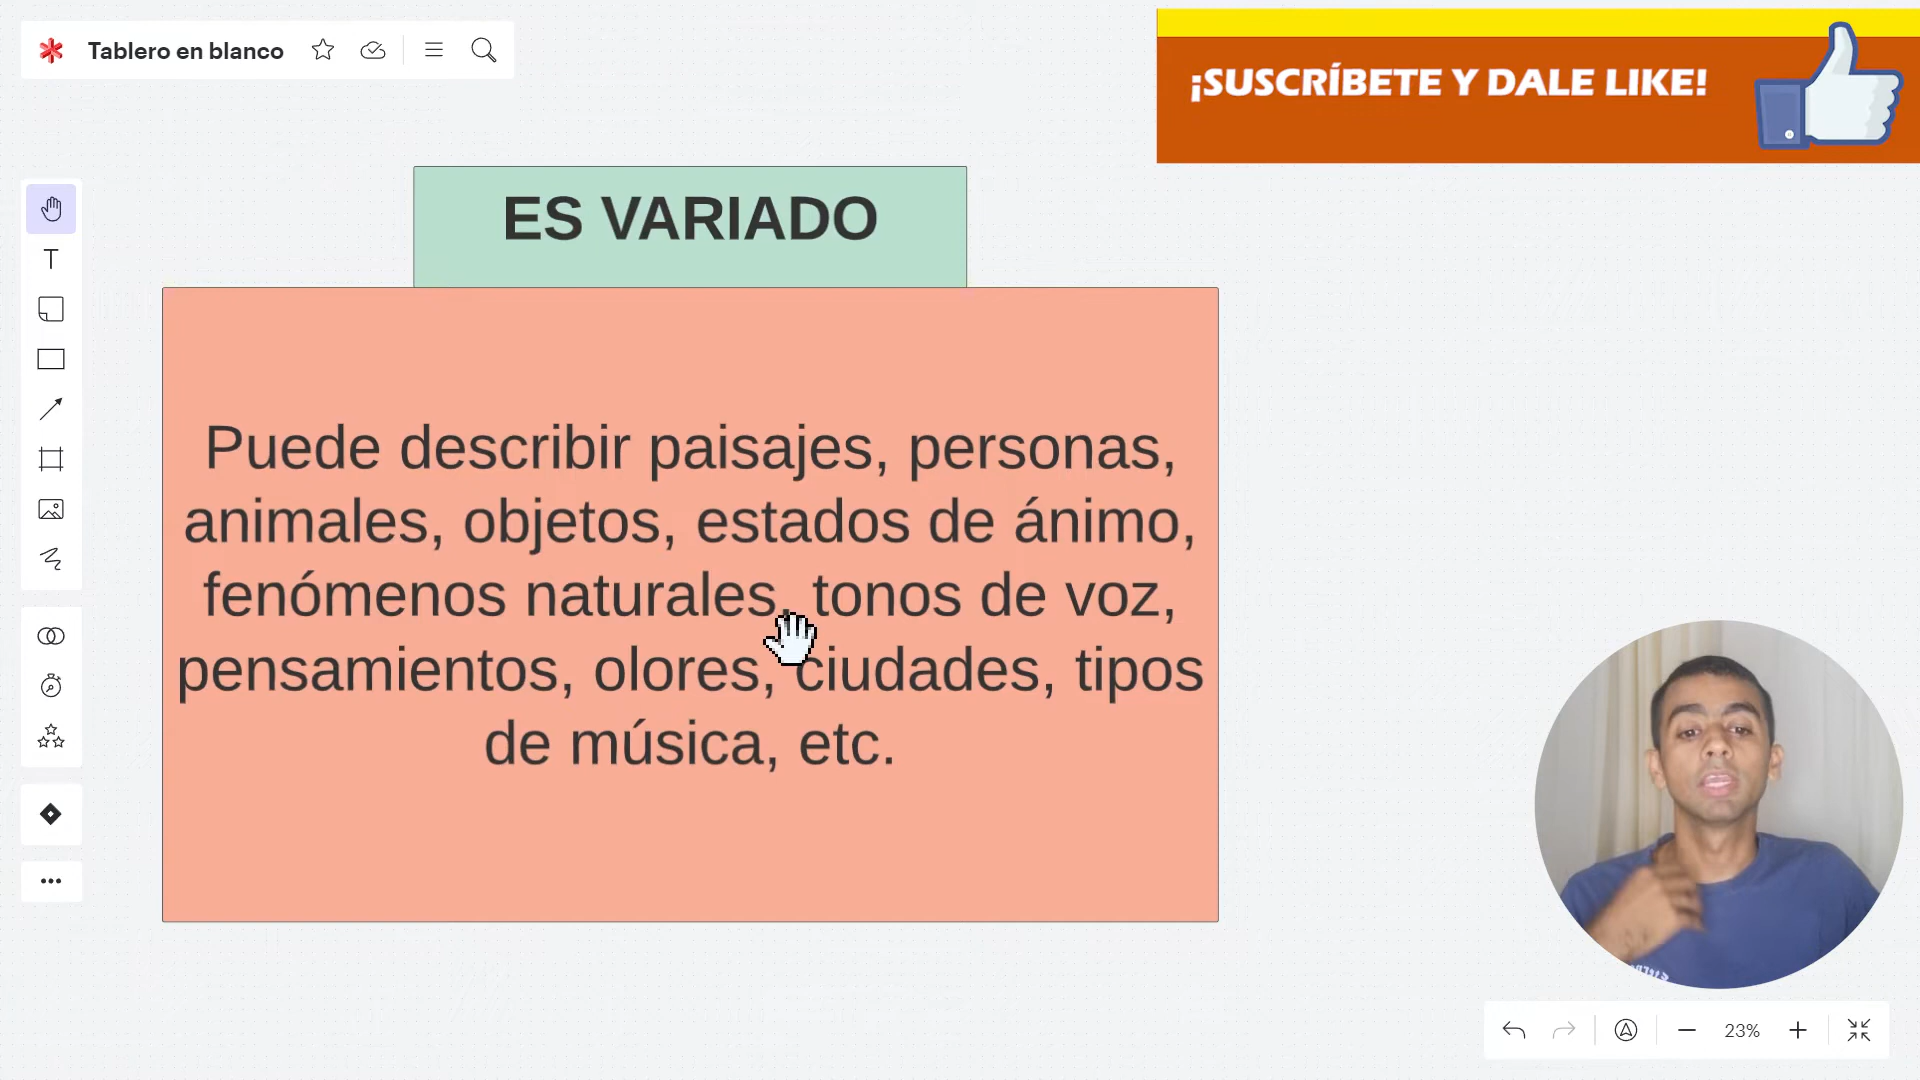 Tablero en blanco
¡SUSCRÍBETE Y DALE LIKE!
ES VARIADO
T
Puede describir paisajes, personas,
animales, objetos, estados de ánimo,
fenómenos naturales, tonos de voz,
pensamientos, olores, ciudades, tipos
de música, etc.
23%